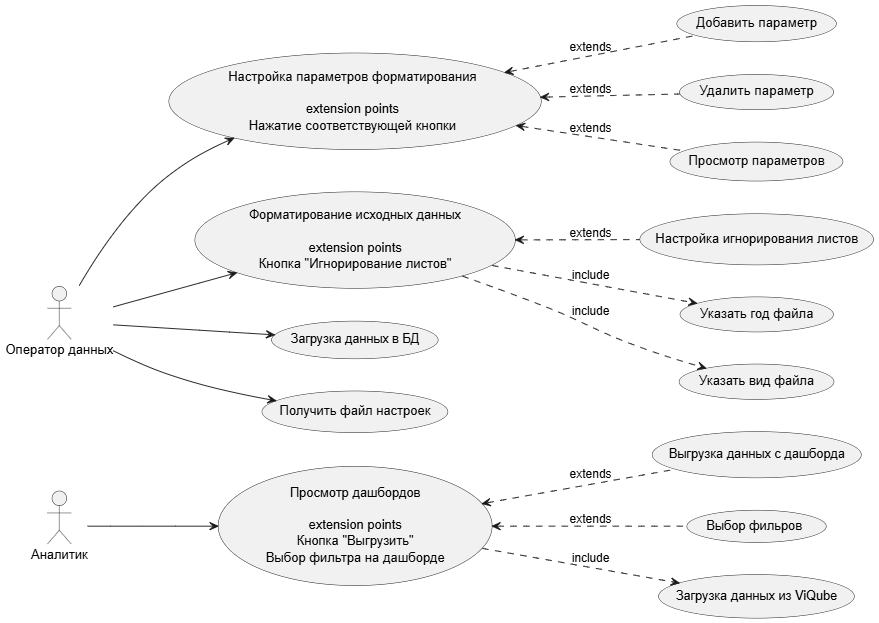 Добавить параметр
extends
Настройка параметров форматирования
extension points
Нажатие соответствующей кнопки
extends
Удалить параметр
extends
Просмотр параметров
Форматирование исходных данных
extension points
Кнопка "Игнорирование листов"
extends
Настройка игнорирования листов
include
Указать год файла
include
Указать вид файла
Оператор данных
Загрузка данных в БД
Получить файл настроек
Выгрузка данных с дашборда
extends
Просмотр дашбордов
extension points
Кнопка "Выгрузить"
Выбор фильтра на дашборде
extends
Выбор фильров
include
Загрузка данных из ViQube
Аналитик